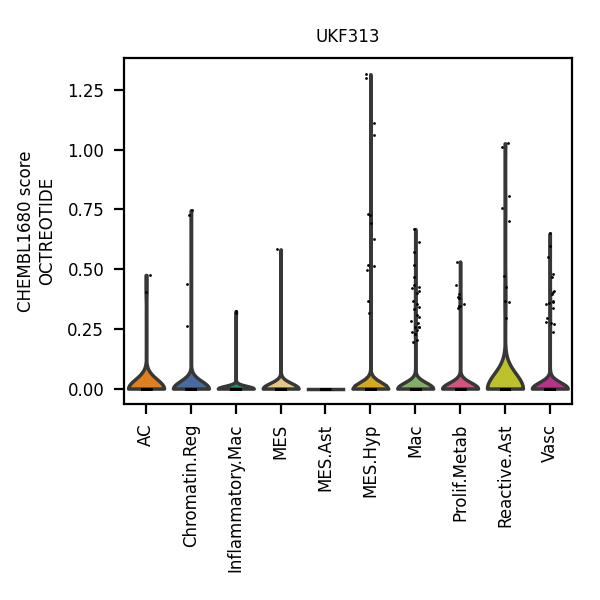 UKF313
CHEMBL1680 score
OCTREOTIDE
1.25
1.00
0.75
0.50
0.25
0.00
AC
Chromatin.Reg
Inflammatory.Mac
MES
MES.Ast
MES.Hyp
Mac
Prolif.Metab
Reactive.Ast
Vasc